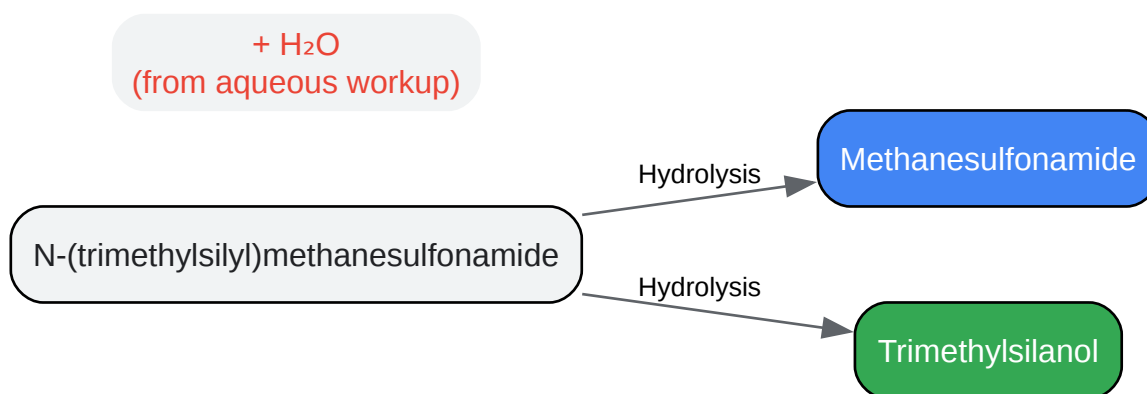 + H₂O
(from aqueous workup)
Methanesulfonamide
Hydrolysis
N-(trimethylsilyl)methanesulfonamide
Hydrolysis
Trimethylsilanol